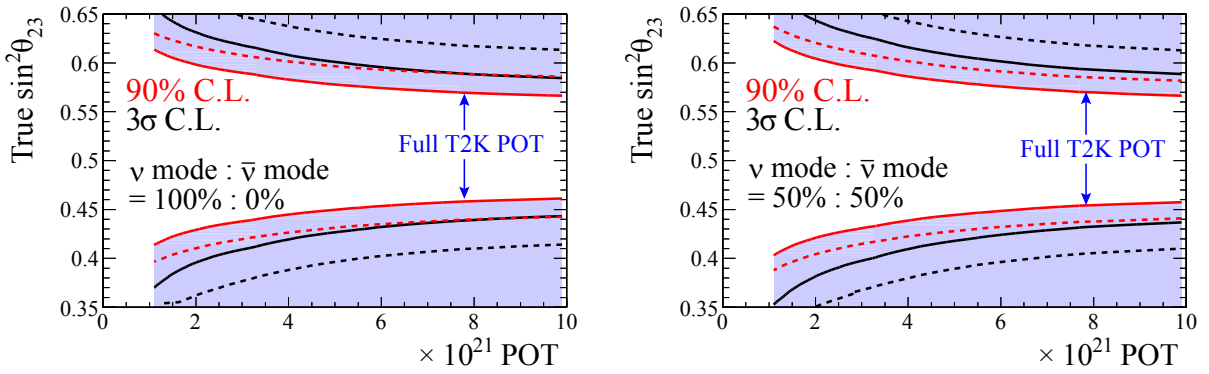 True sin²θ₂₃
0.65
0.6
0.55
0.5
0.45
0.4
0.35
90% C.L.
3σ C.L.
Full T2K POT
ν mode : ν̅ mode
= 100% : 0%
0 2 4 6 8 10
× 10²¹ POT
True sin²θ₂₃
0.65
0.6
0.55
0.5
0.45
0.4
0.35
90% C.L.
3σ C.L.
Full T2K POT
ν mode : ν̅ mode
= 50% : 50%
0 2 4 6 8 10
× 10²¹ POT